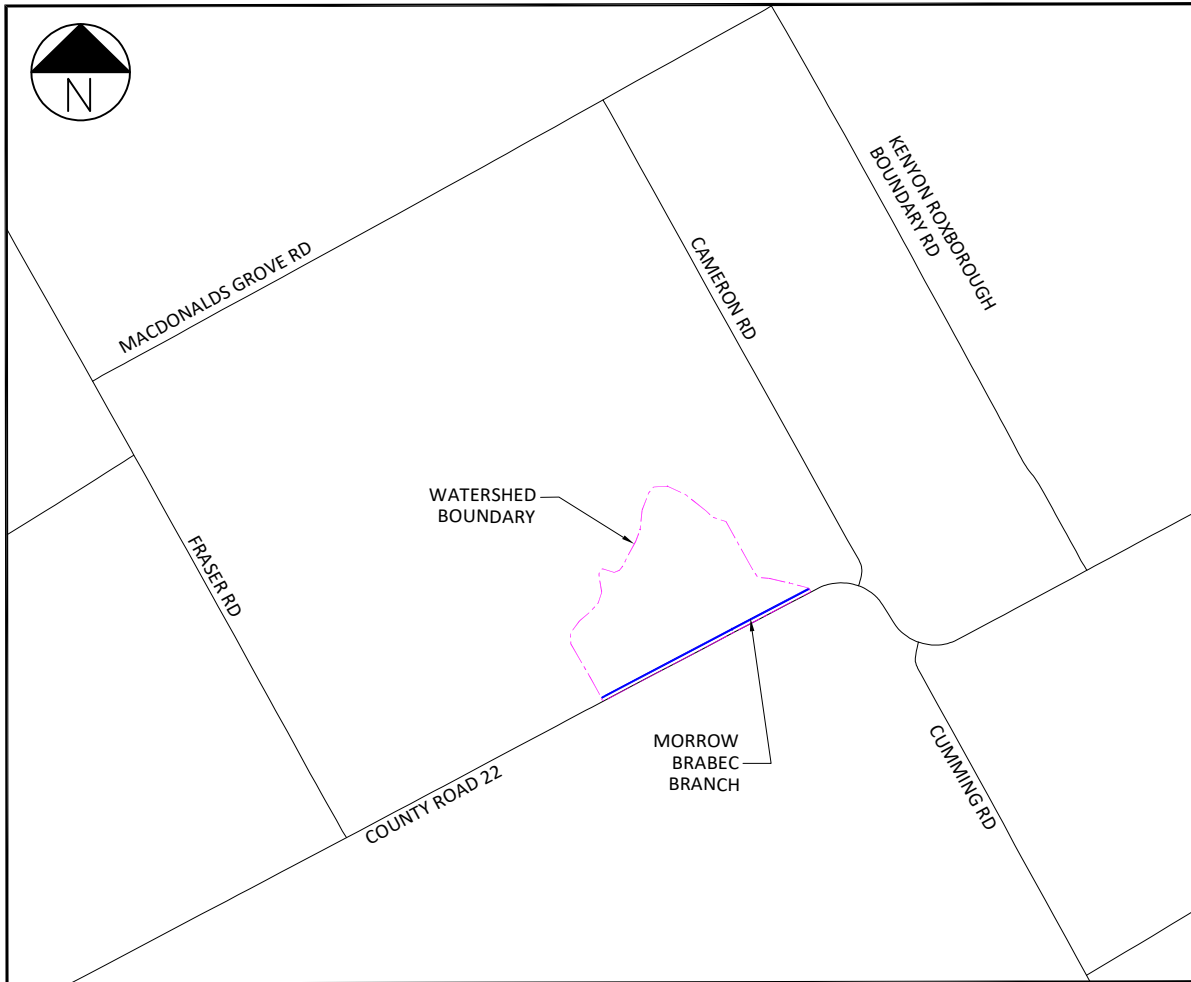 N
MACDONALDS GROVE RD
KENYON ROXBOROUGH
BOUNDARY RD
CAMERON RD
WATERSHED
BOUNDARY
FRASER RD
MORROW
BRABEC
BRANCH
COUNTY ROAD 22
CUMMING RD